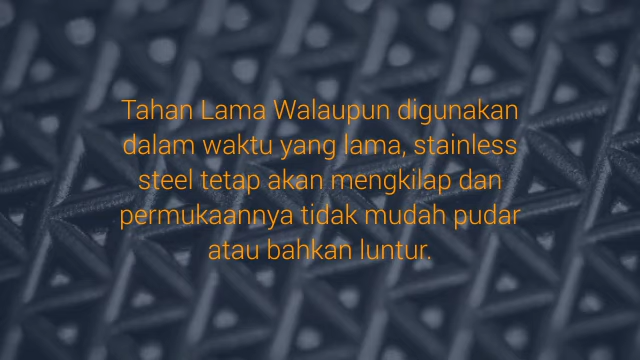 Tahan Lama Walaupun digunakan
dalam waktu yang lama, stainless
steel tetap akan mengkilap dan
permukaannya tidak mudah pudar
atau bahkan luntur.